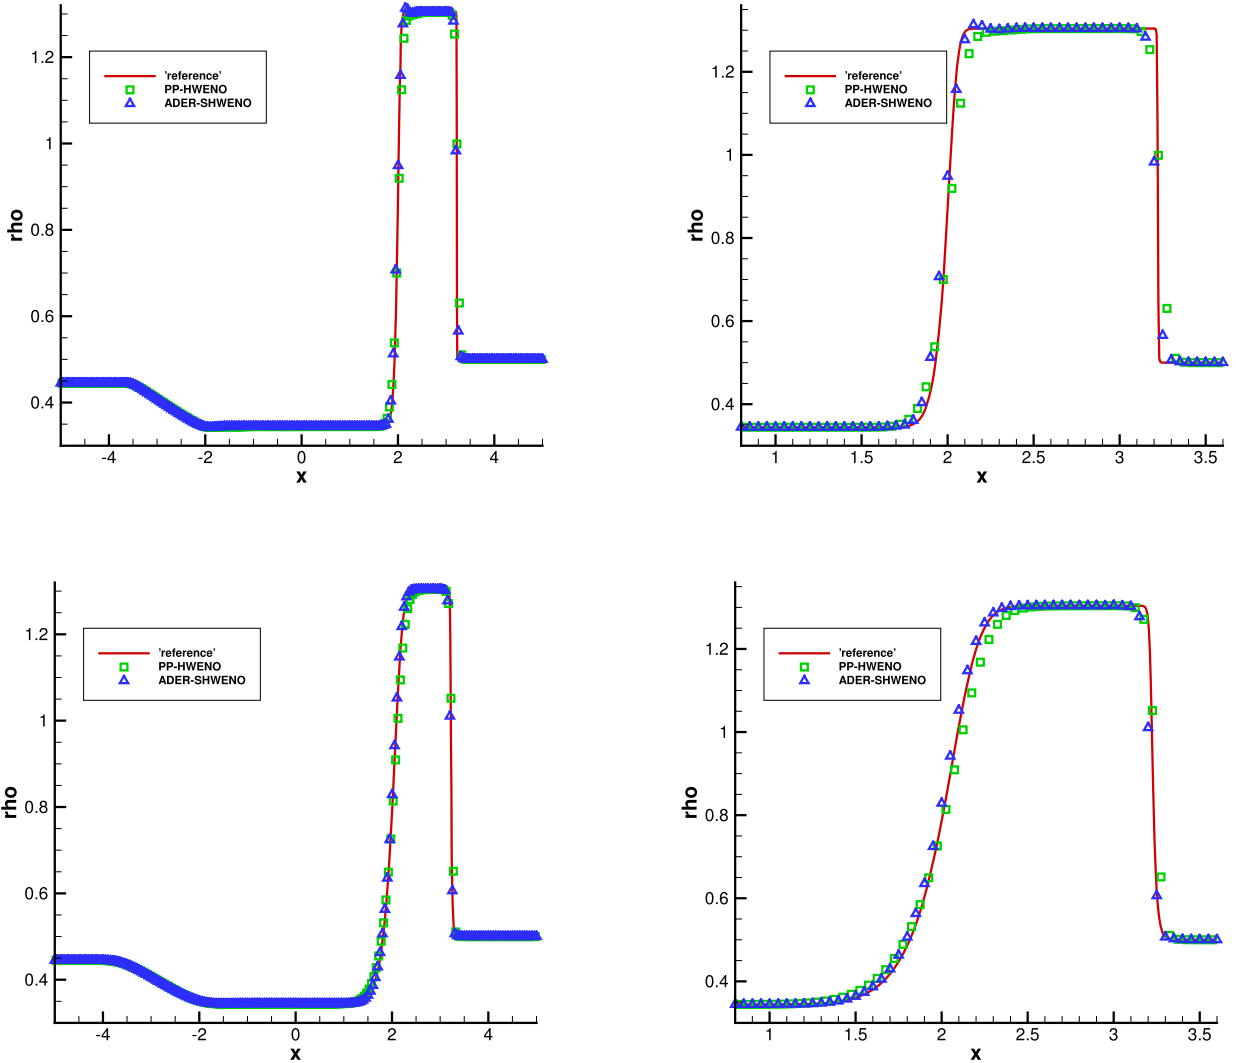 1.2
1
0.8
0.6
0.4
rho
'reference'
PP-HWENO
ADER-SHWENO
-4 -2 0 2 4
x
1.2
1
0.8
0.6
0.4
rho
'reference'
PP-HWENO
ADER-SHWENO
1 1.5 2 2.5 3 3.5
x
1.2
1
0.8
0.6
0.4
rho
'reference'
PP-HWENO
ADER-SHWENO
-4 -2 0 2 4
x
1.2
1
0.8
0.6
0.4
rho
'reference'
PP-HWENO
ADER-SHWENO
1 1.5 2 2.5 3 3.5
x